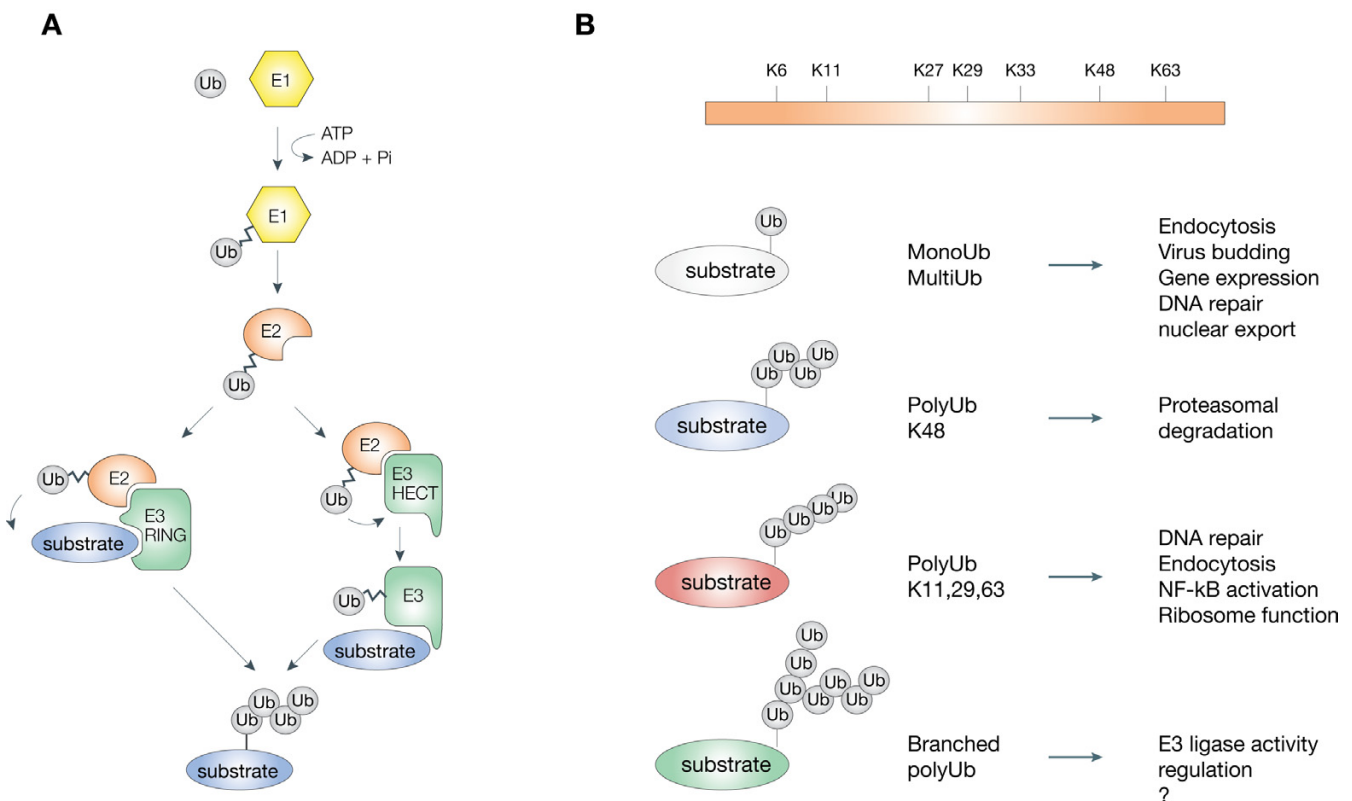 A
Ub
E1
ATP
ADP + Pi
E1
Ub
E2
Ub
Ub
E2
E3
RING
substrate
E2
E3
HECT
Ub
Ub
E3
substrate
Ub
Ub
Ub
Ub
substrate
B
K6 K11 K27 K29 K33 K48 K63
Ub
substrate
MonoUb
MultiUb
Endocytosis
Virus budding
Gene expression
DNA repair
nuclear export
Ub
Ub
Ub
Ub
substrate
PolyUb
K48
Proteasomal
degradation
Ub
Ub
Ub
Ub
substrate
PolyUb
K11,29,63
DNA repair
Endocytosis
NF-kB activation
Ribosome function
Ub
Ub
Ub
Ub
Ub
Ub
Ub
Ub
substrate
Branched
polyUb
E3 ligase activity
regulation
?